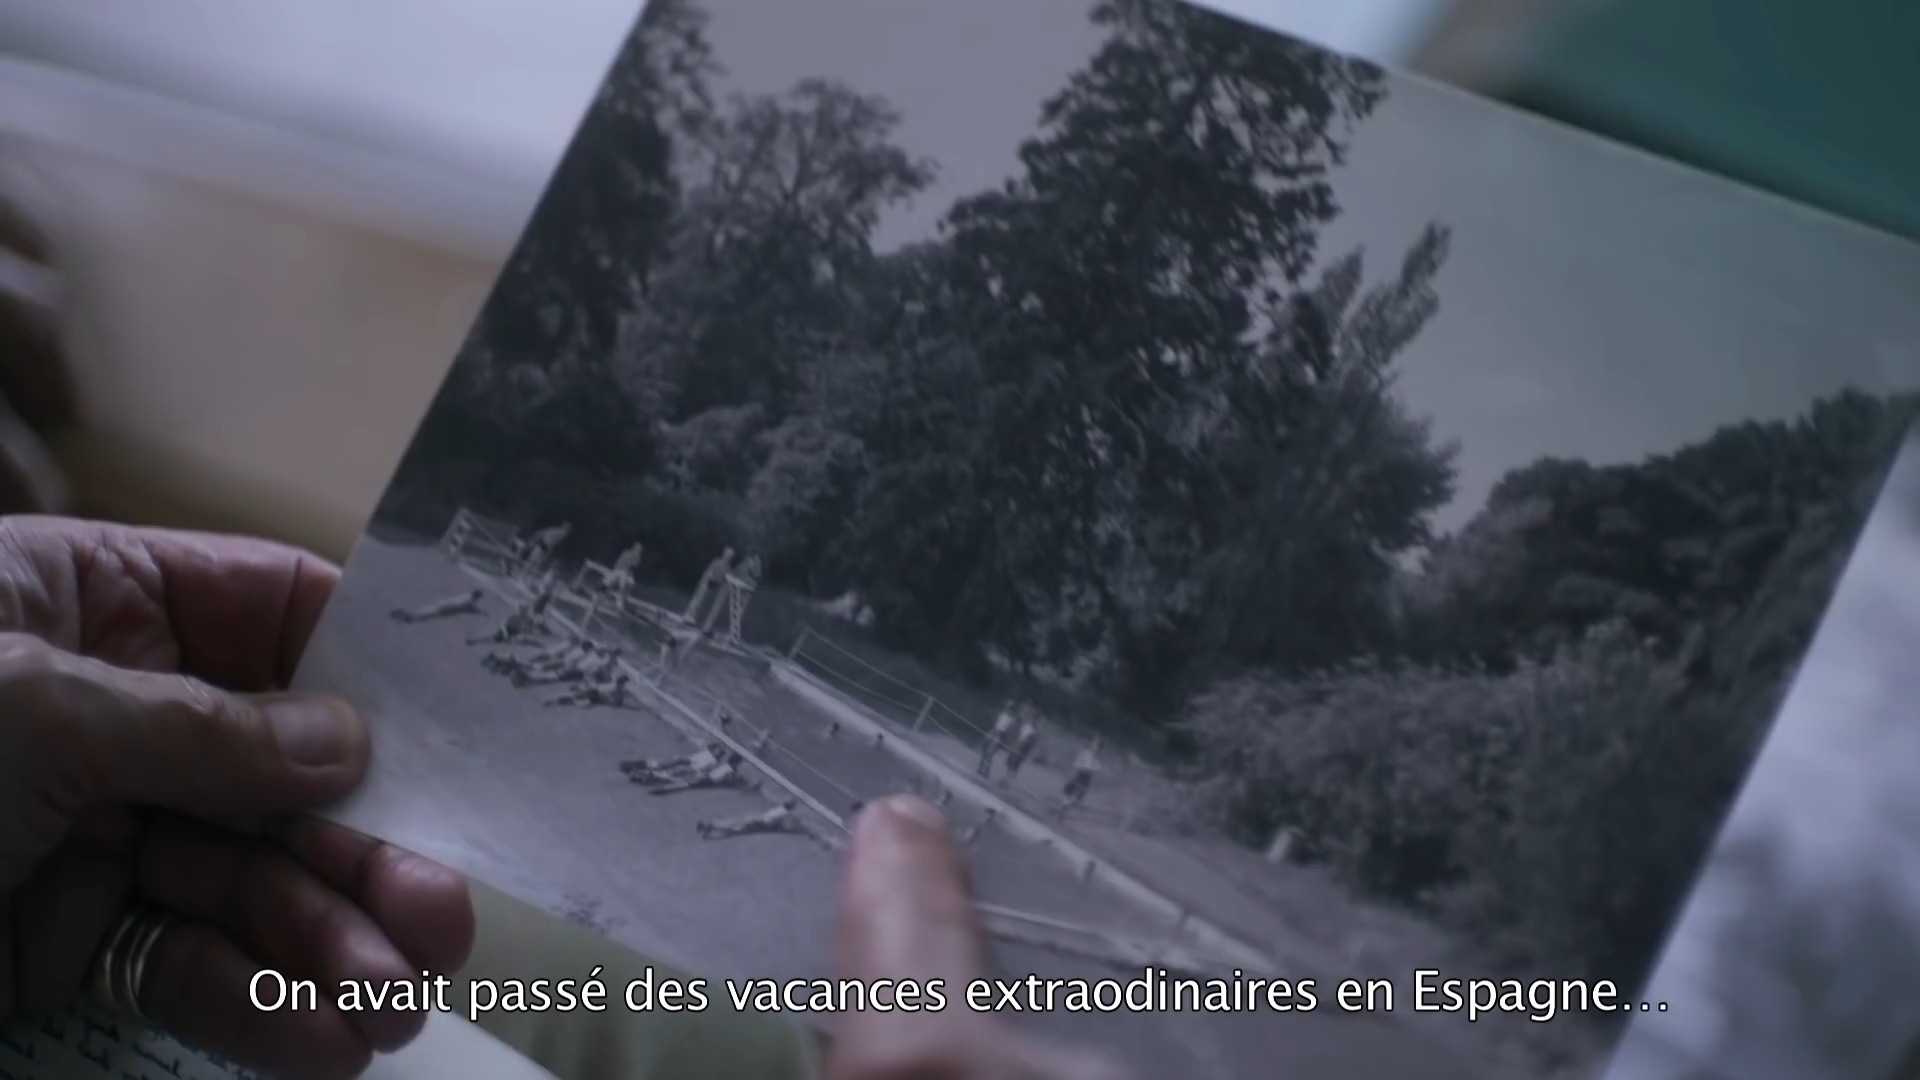 On avait passé des vacances extraodinaires en Espagne…